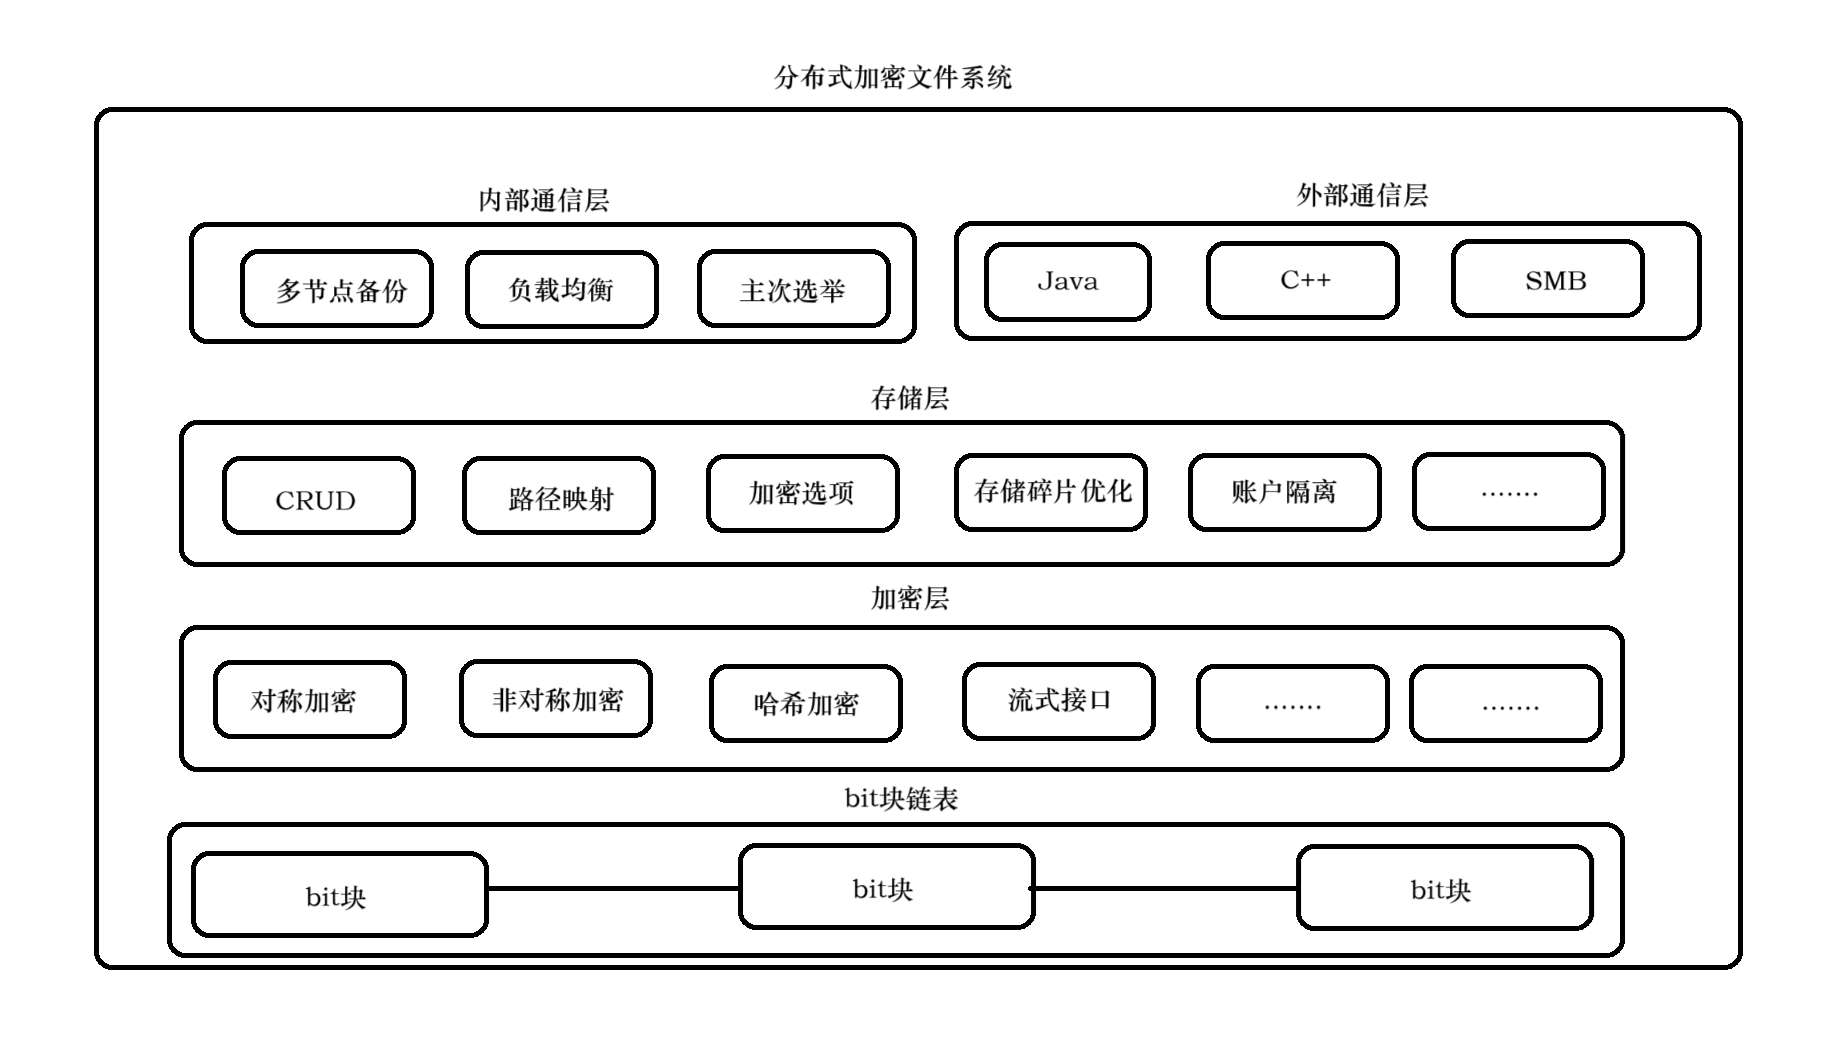 分布式加密文件系统
内部通信层
外部通信层
多节点备份
负载均衡
主次选举
Java
C++
SMB
存储层
CRUD
路径映射
加密选项
存储碎片优化
账户隔离
.......
加密层
对称加密
非对称加密
哈希加密
流式接口
.......
.......
bit块链表
bit块
bit块
bit块